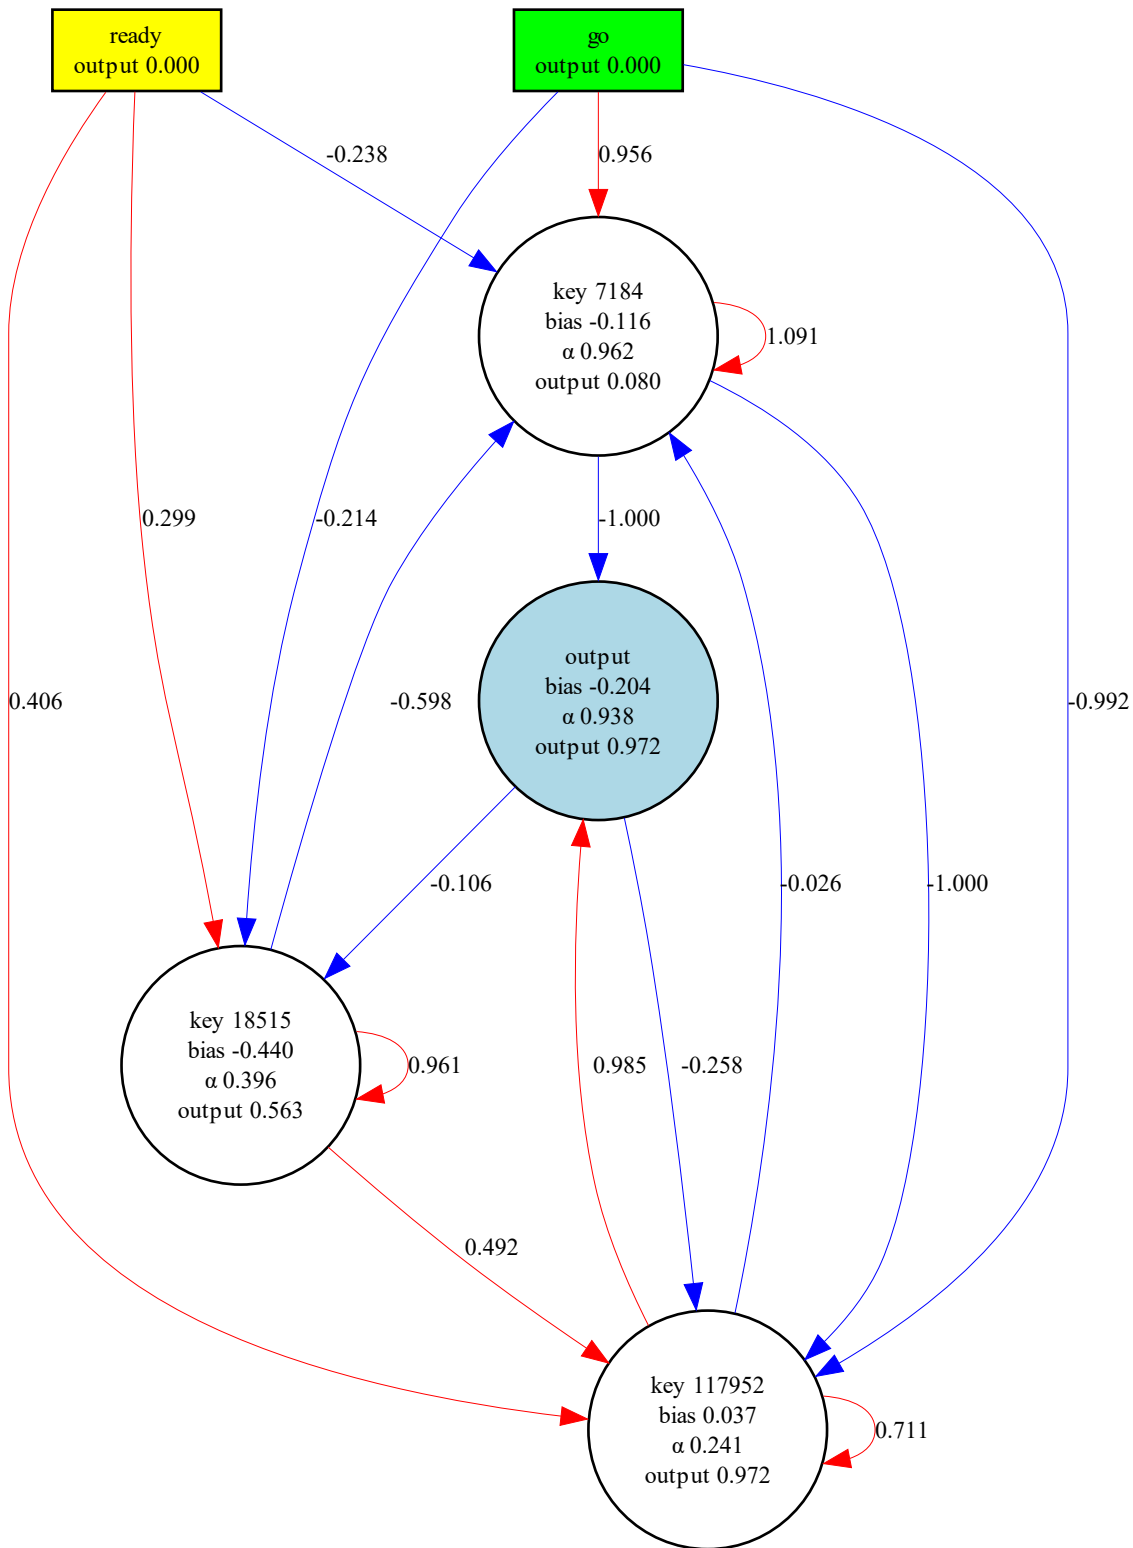 ready
output 0.000
go
output 0.000
-0.238
0.956
key 7184
bias -0.116
α 0.962
output 0.080
1.091
0.299
-0.214
-1.000
output
bias -0.204
α 0.938
output 0.972
0.406
-0.598
-0.992
-0.106
-0.026
-1.000
key 18515
bias -0.440
α 0.396
output 0.563
0.961
0.985
-0.258
0.492
key 117952
bias 0.037
α 0.241
output 0.972
0.711